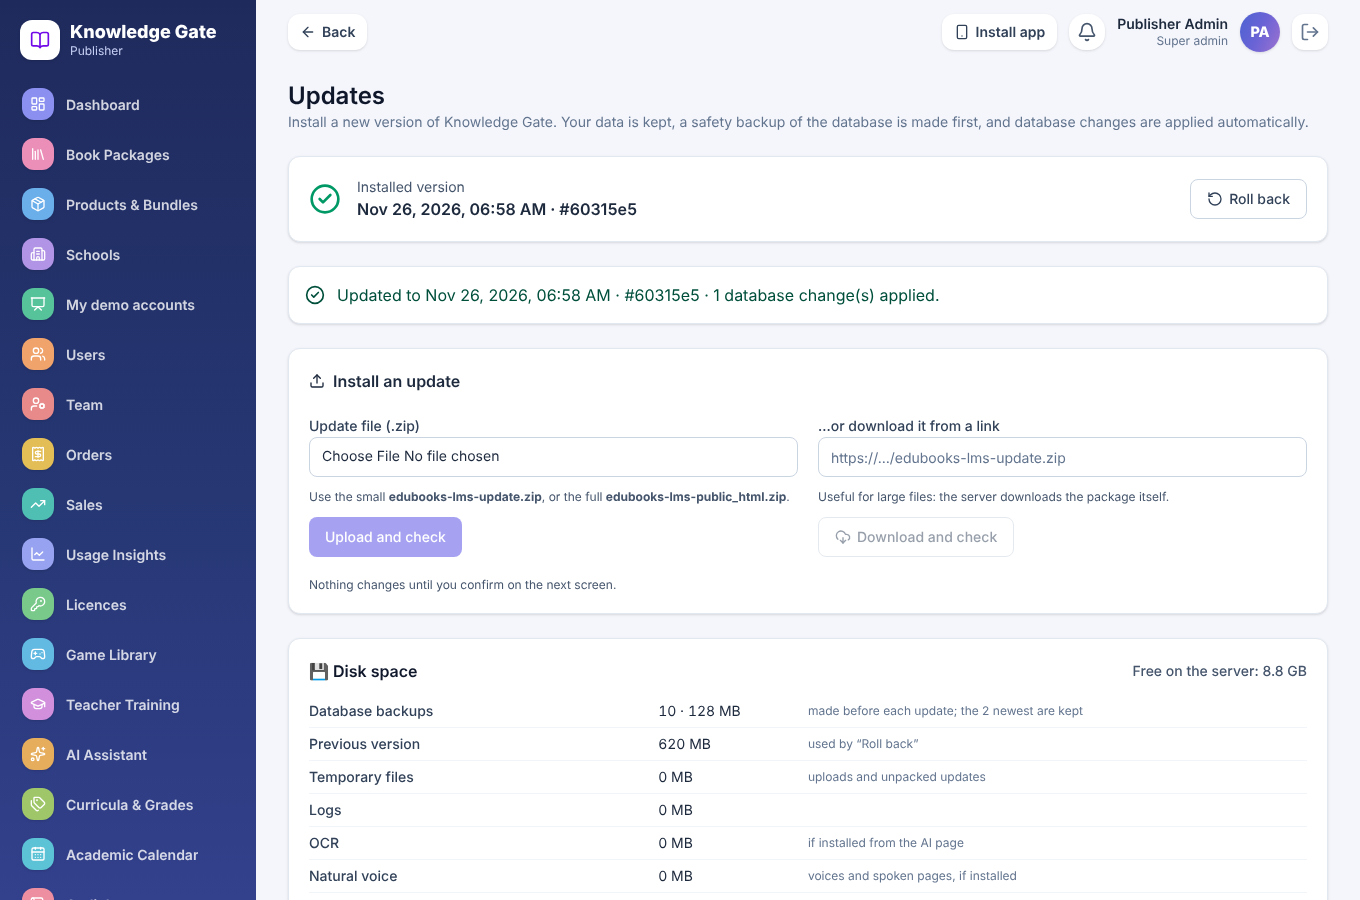 Knowledge Gate
Publisher
Dashboard
Book Packages
Products & Bundles
Schools
My demo accounts
Users
Team
Orders
Sales
Usage Insights
Licences
Game Library
Teacher Training
AI Assistant
Curricula & Grades
Academic Calendar
Back
Install app
Publisher Admin
Super admin
PA
Updates
Install a new version of Knowledge Gate. Your data is kept, a safety backup of the database is made first, and database changes are applied automatically.
Installed version
Nov 26, 2026, 06:58 AM · #60315e5
Roll back
Updated to Nov 26, 2026, 06:58 AM · #60315e5 · 1 database change(s) applied.
Install an update
Update file (.zip)
Choose File No file chosen
Use the small edubooks-lms-update.zip, or the full edubooks-lms-public_html.zip.
Upload and check
...or download it from a link
https://.../edubooks-lms-update.zip
Useful for large files: the server downloads the package itself.
Download and check
Nothing changes until you confirm on the next screen.
Disk space
Free on the server: 8.8 GB
Database backups 10 · 128 MB made before each update; the 2 newest are kept
Previous version 620 MB used by “Roll back”
Temporary files 0 MB uploads and unpacked updates
Logs 0 MB
OCR 0 MB if installed from the AI page
Natural voice 0 MB voices and spoken pages, if installed